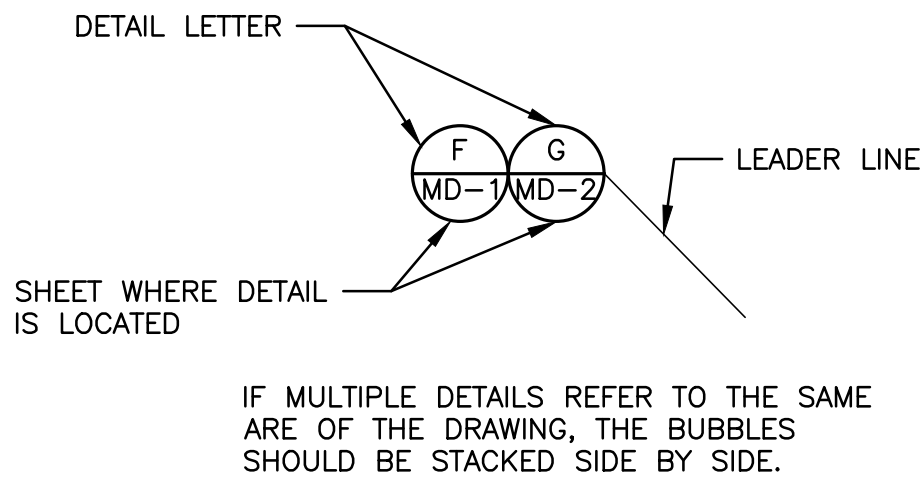 DETAIL LETTER
F G
LEADER LINE
MD-1 MD-2
SHEET WHERE DETAIL
IS LOCATED
IF MULTIPLE DETAILS REFER TO THE SAME
ARE OF THE DRAWING, THE BUBBLES
SHOULD BE STACKED SIDE BY SIDE.